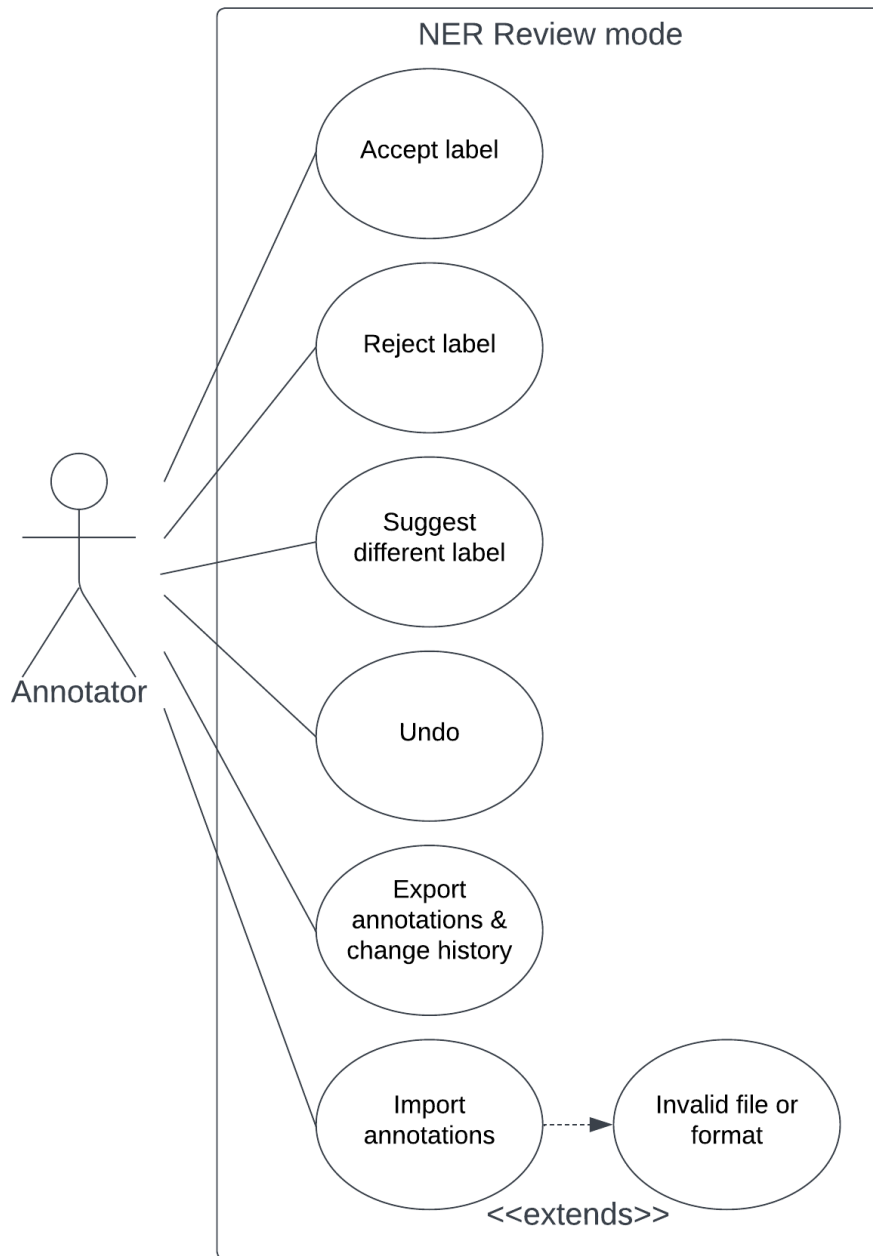 NER Review mode
Accept label
Reject label
Suggest
different label
Annotator
Undo
Export
annotations &
change history
Import
annotations
Invalid file or
format
<<extends>>